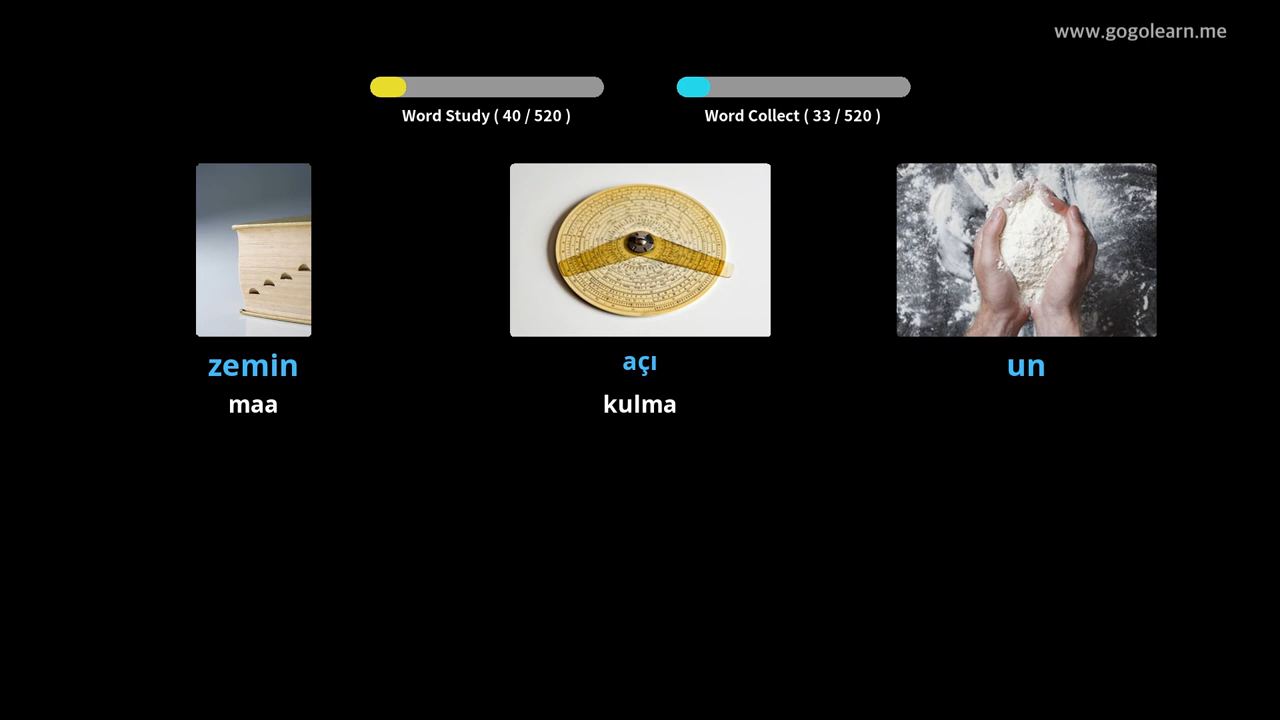 www.gogolearn.me
Word Study ( 40 / 520 )
Word Collect ( 33 / 520 )
zemin
açı
un
maa
kulma